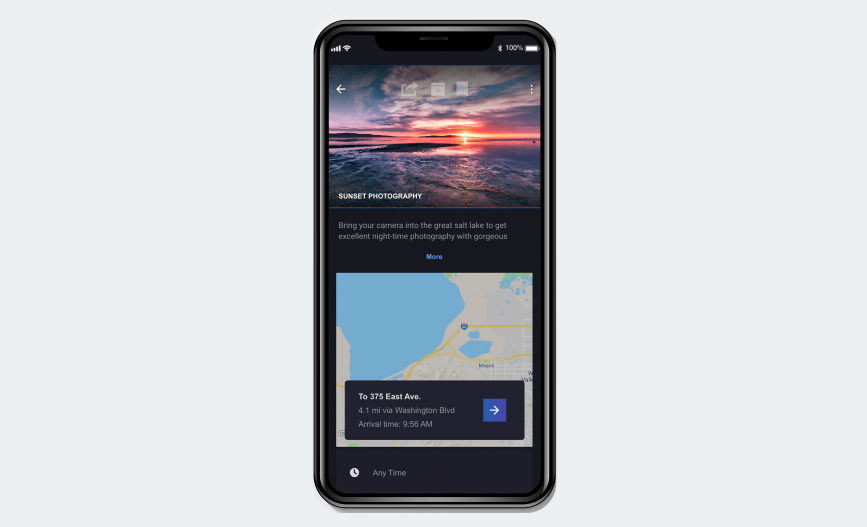 100%
SUNSET PHOTOGRAPHY
Bring your camera into the great salt lake to get
excellent night-time photography with gorgeous
More
Magna
W
Valle
To 375 East Ave.
4.1 mi via Washington Blvd
Arrival time: 9:56 AM
Any Time